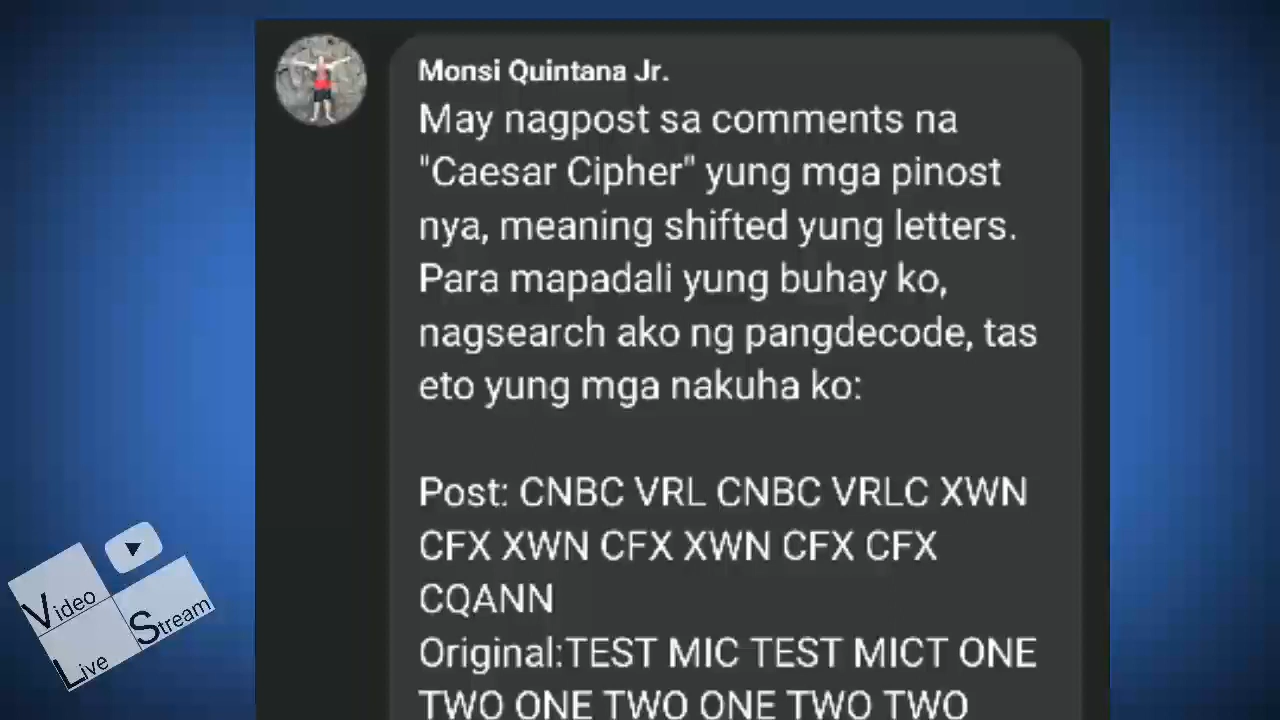 Monsi Quintana Jr.
May nagpost sa comments na
"Caesar Cipher" yung mga pinost
nya, meaning shifted yung letters.
Para mapadali yung buhay ko,
nagsearch ako ng pangdecode, tas
eto yung mga nakuha ko:
Post: CNBC VRL CNBC VRLC XWN
CFX XWN CFX XWN CFX CFX
CQANN
Original:TEST MIC TEST MICT ONE
TWO ONE TWO ONE TWO TWO
Video
Live
Stream